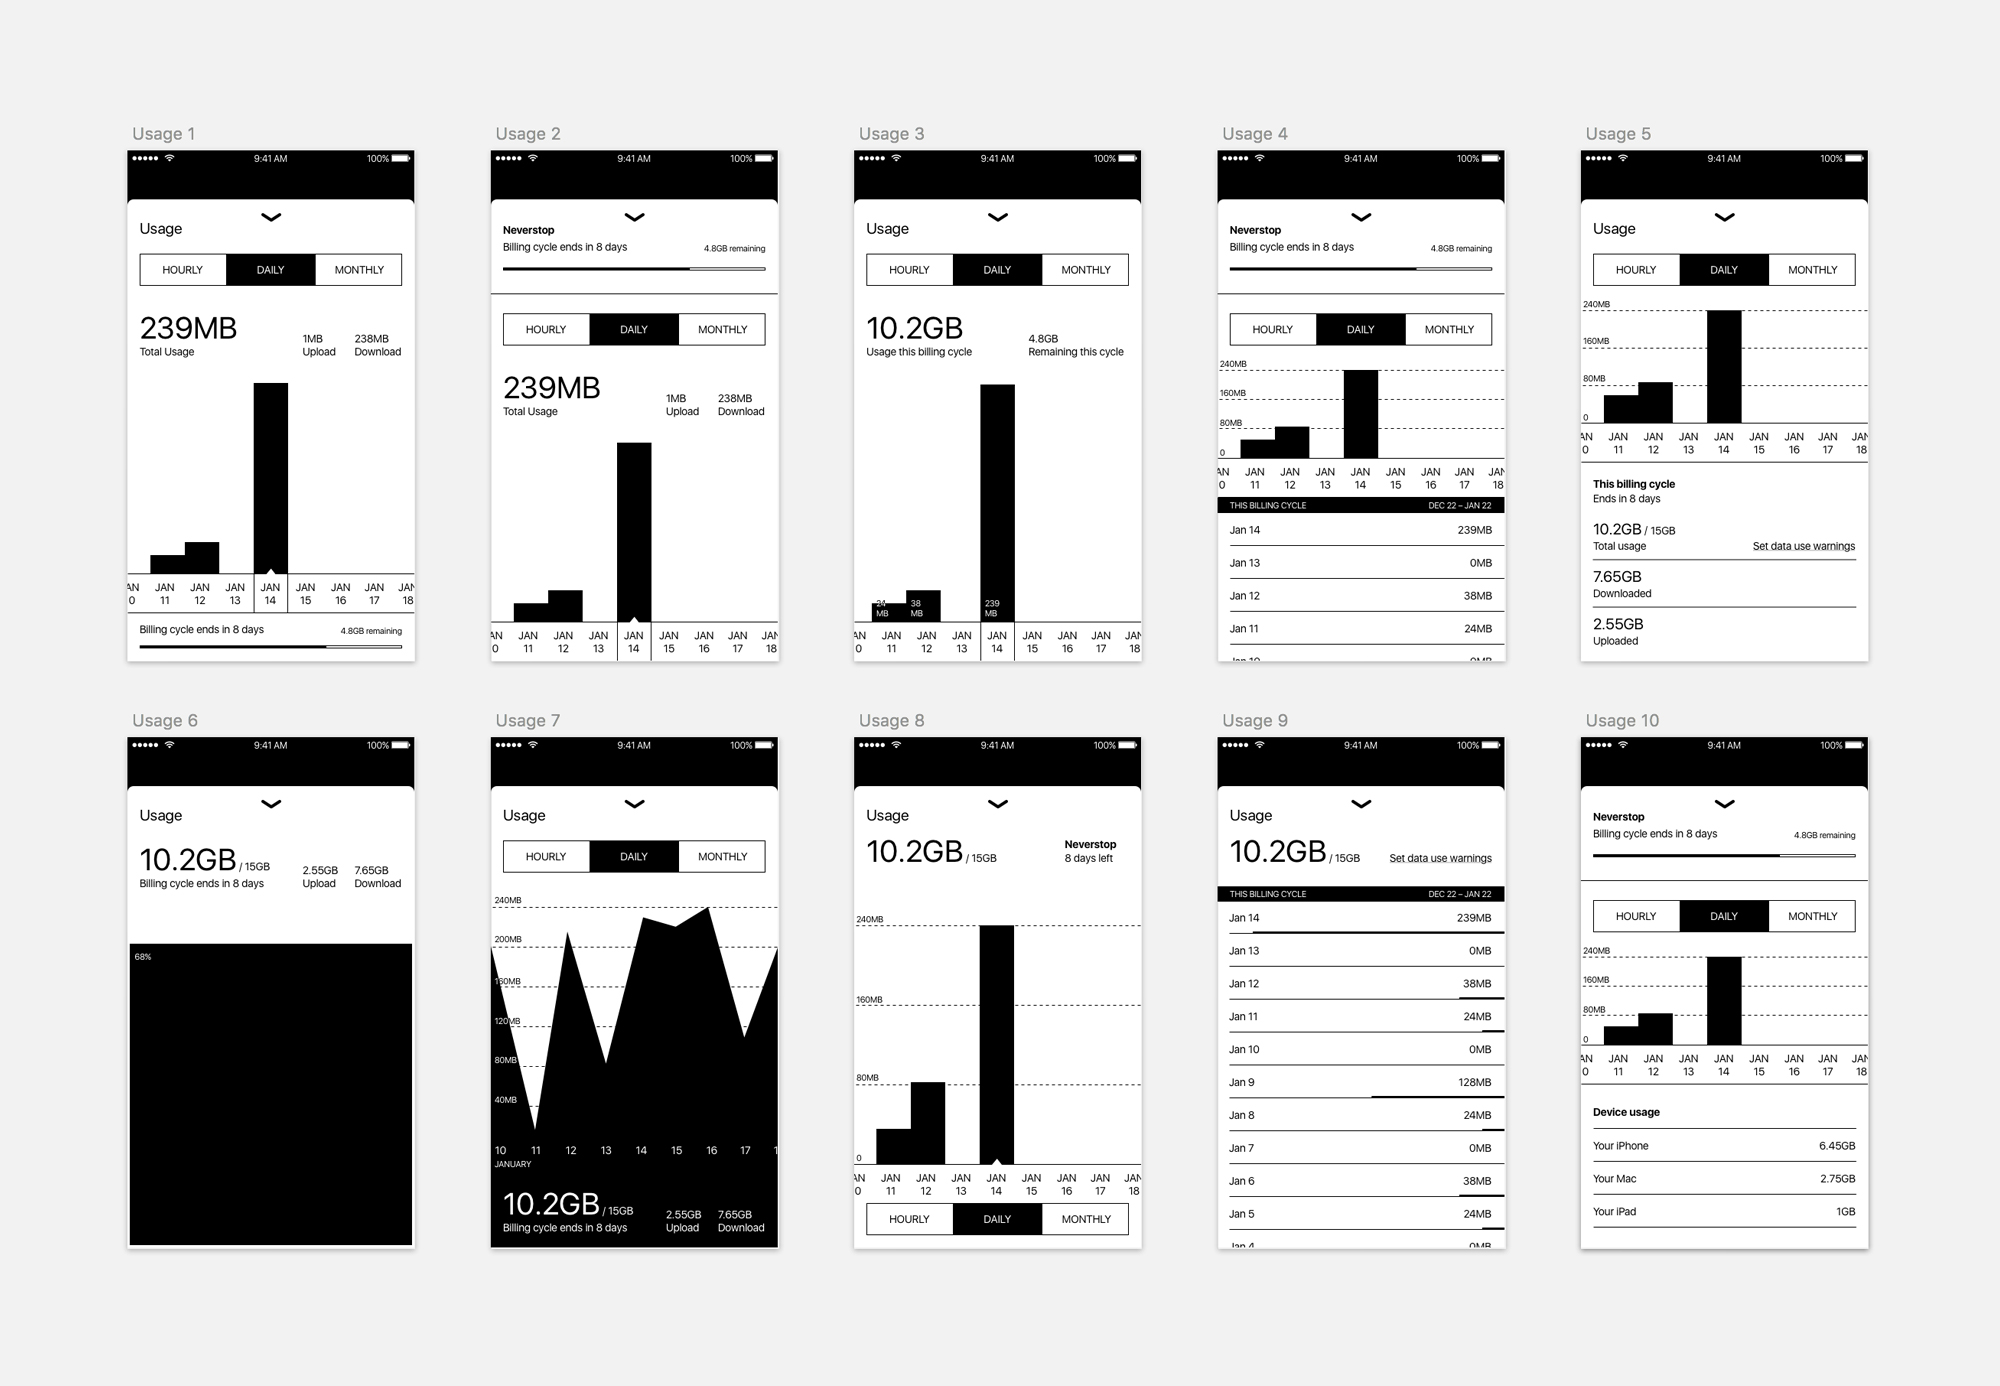 Usage 1
9:41 AM 100%
Usage
HOURLY DAILY MONTHLY
239MB
Total Usage
1MB
Upload
238MB
Download
AN
0
JAN
11
JAN
12
JAN
13
JAN
14
JAN
15
JAN
16
JAN
17
JAN
18
Billing cycle ends in 8 days 4.8GB remaining
Usage 2
9:41 AM 100%
Neverstop
Billing cycle ends in 8 days 4.8GB remaining
HOURLY DAILY MONTHLY
239MB
Total Usage
1MB
Upload
238MB
Download
AN
0
JAN
11
JAN
12
JAN
13
JAN
14
JAN
15
JAN
16
JAN
17
JAN
18
Usage 3
9:41 AM 100%
Usage
HOURLY DAILY MONTHLY
10.2GB
Usage this billing cycle
4.8GB
Remaining this cycle
24
MB
38
MB
239
MB
AN
0
JAN
11
JAN
12
JAN
13
JAN
14
JAN
15
JAN
16
JAN
17
JAN
18
Usage 4
9:41 AM 100%
Neverstop
Billing cycle ends in 8 days 4.8GB remaining
HOURLY DAILY MONTHLY
240MB
160MB
80MB
0
AN
0
JAN
11
JAN
12
JAN
13
JAN
14
JAN
15
JAN
16
JAN
17
JAN
18
THIS BILLING CYCLE DEC 22 – JAN 22
Jan 14 239MB
Jan 13 0MB
Jan 12 38MB
Jan 11 24MB
Jan 10 0MB
Usage 5
9:41 AM 100%
Usage
HOURLY DAILY MONTHLY
240MB
160MB
80MB
0
AN
0
JAN
11
JAN
12
JAN
13
JAN
14
JAN
15
JAN
16
JAN
17
JAN
18
This billing cycle
Ends in 8 days
10.2GB / 15GB
Total usage Set data use warnings
7.65GB
Downloaded
2.55GB
Uploaded
Usage 6
9:41 AM 100%
Usage
10.2GB / 15GB
Billing cycle ends in 8 days
2.55GB
Upload
7.65GB
Download
68%
Usage 7
9:41 AM 100%
Usage
HOURLY DAILY MONTHLY
240MB
200MB
160MB
120MB
80MB
40MB
10 11 12 13 14 15 16 17 1
JANUARY
10.2GB / 15GB
Billing cycle ends in 8 days
2.55GB
Upload
7.65GB
Download
Usage 8
9:41 AM 100%
Usage
10.2GB / 15GB
Neverstop
8 days left
240MB
160MB
80MB
0
AN
0
JAN
11
JAN
12
JAN
13
JAN
14
JAN
15
JAN
16
JAN
17
JAN
18
HOURLY DAILY MONTHLY
Usage 9
9:41 AM 100%
Usage
10.2GB / 15GB Set data use warnings
THIS BILLING CYCLE DEC 22 – JAN 22
Jan 14 239MB
Jan 13 0MB
Jan 12 38MB
Jan 11 24MB
Jan 10 0MB
Jan 9 128MB
Jan 8 24MB
Jan 7 0MB
Jan 6 38MB
Jan 5 24MB
Jan 4 0MB
Usage 10
9:41 AM 100%
Neverstop
Billing cycle ends in 8 days 4.8GB remaining
HOURLY DAILY MONTHLY
240MB
160MB
80MB
0
AN
0
JAN
11
JAN
12
JAN
13
JAN
14
JAN
15
JAN
16
JAN
17
JAN
18
Device usage
Your iPhone 6.45GB
Your Mac 2.75GB
Your iPad 1GB